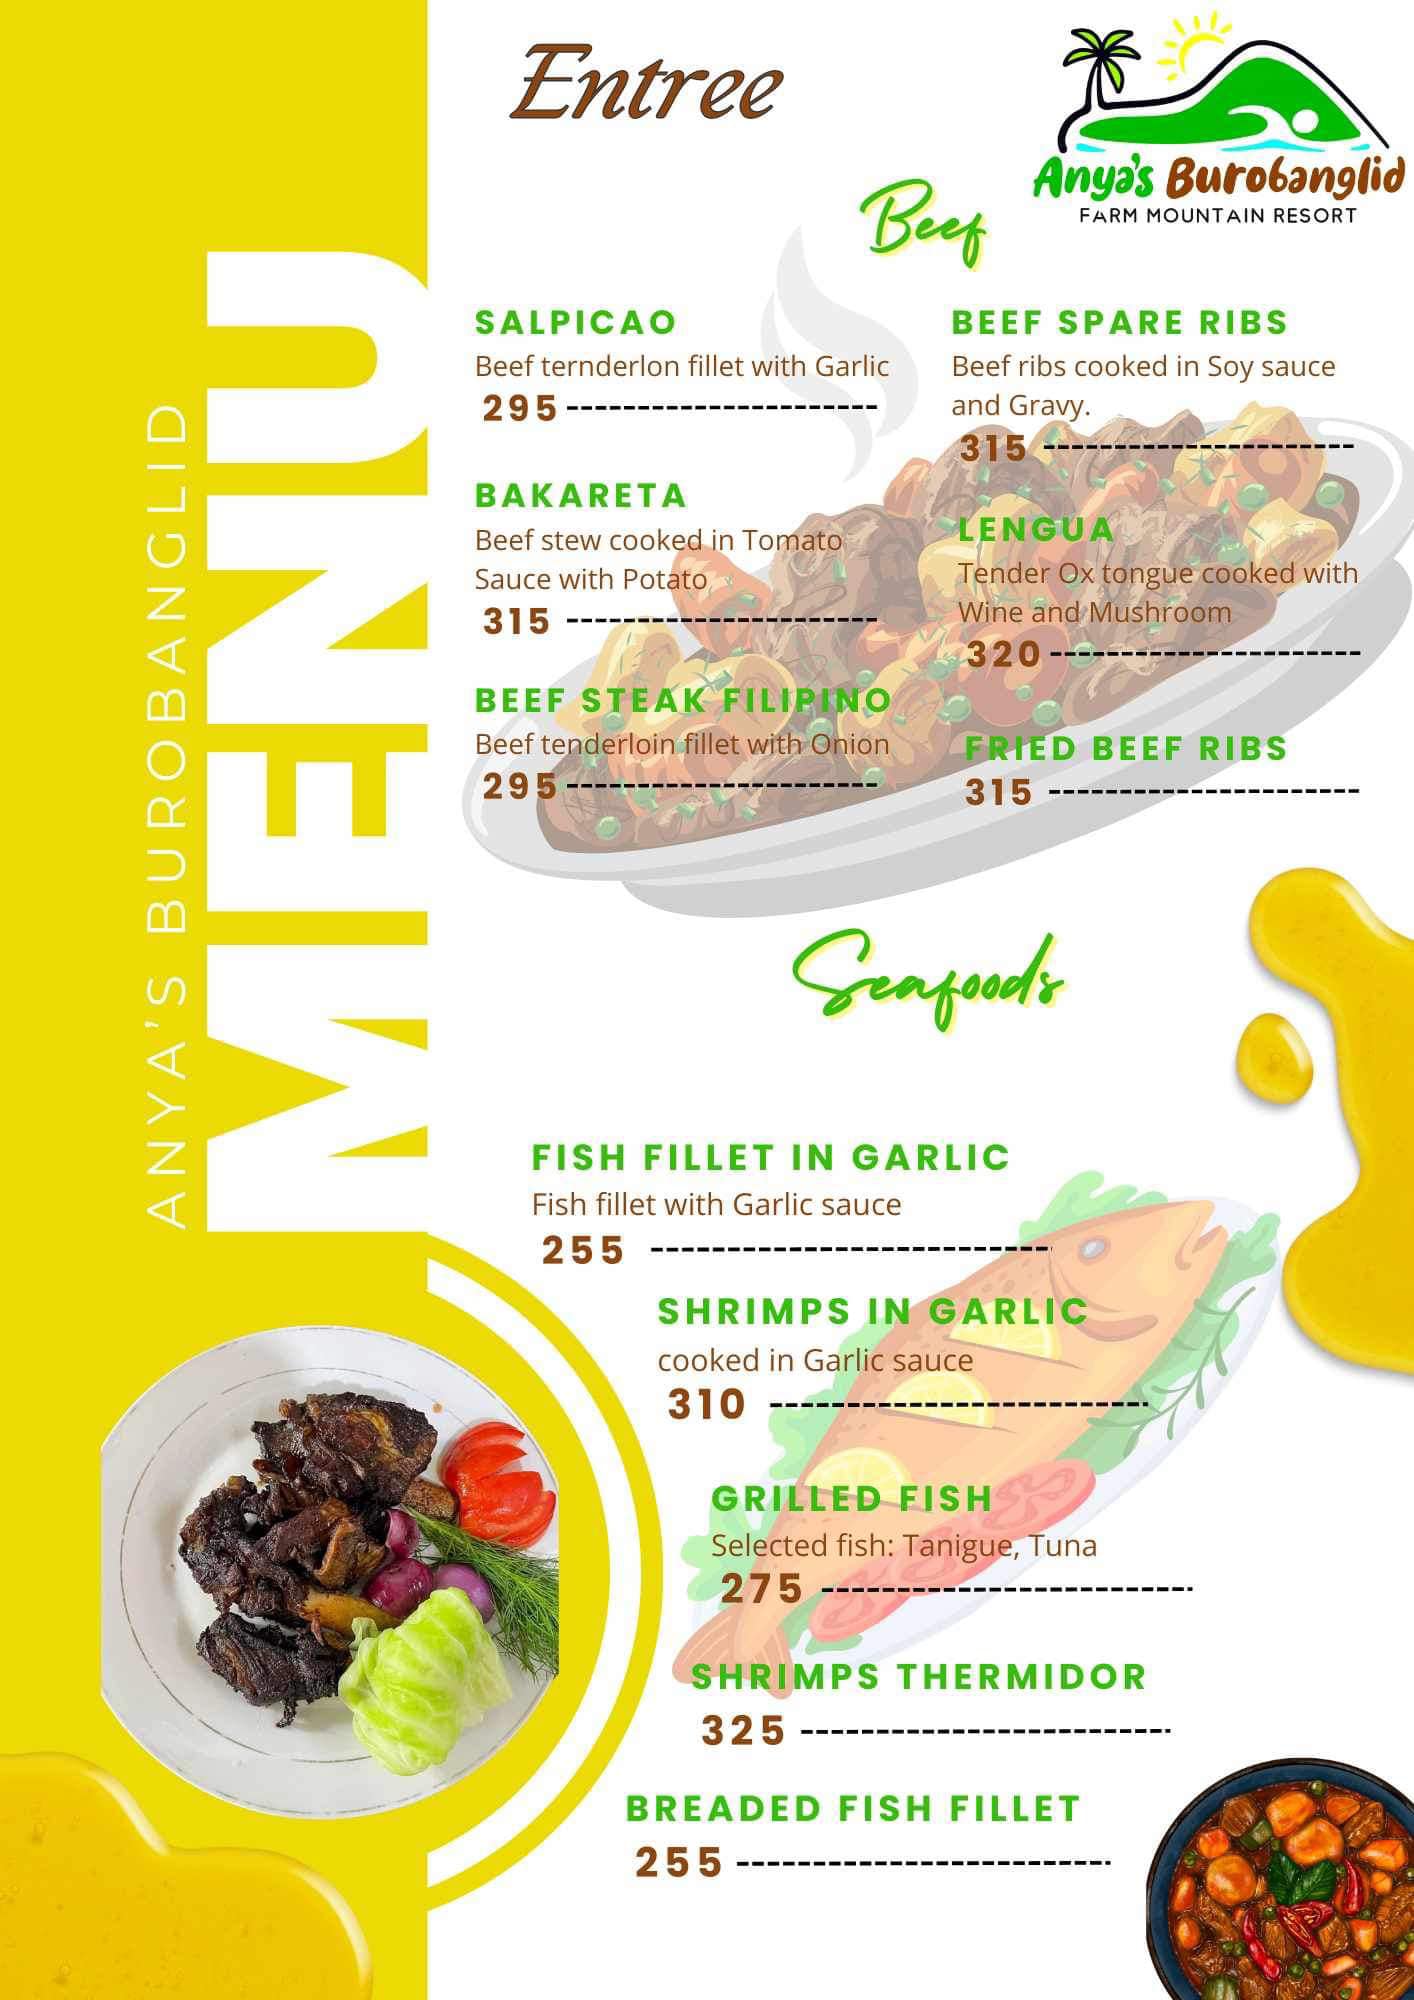 Entree
Anya's Burobanglid
FARM MOUNTAIN RESORT
MENU
ANYA'S BUROBANGLID
Beef
SALPICAO
Beef ternderlon fillet with Garlic
295
BAKARETA
Beef stew cooked in Tomato
Sauce with Potato
315
BEEF STEAK FILIPINO
Beef tenderloin fillet with Onion
295
BEEF SPARE RIBS
Beef ribs cooked in Soy sauce
and Gravy.
315
LENGUA
Tender Ox tongue cooked with
Wine and Mushroom
320
FRIED BEEF RIBS
315
Seafoods
FISH FILLET IN GARLIC
Fish fillet with Garlic sauce
255
SHRIMPS IN GARLIC
cooked in Garlic sauce
310
GRILLED FISH
Selected fish: Tanigue, Tuna
275
SHRIMPS THERMIDOR
325
BREADED FISH FILLET
255